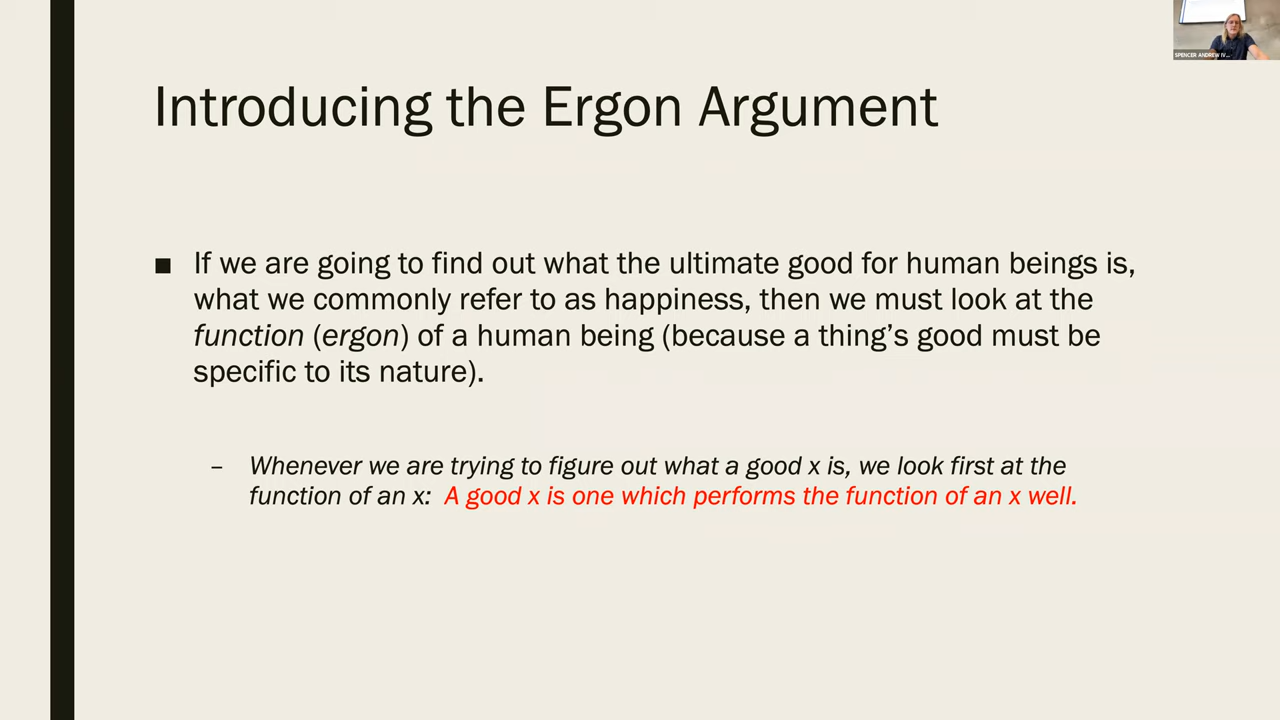 SPENCER ANDREW IV...
Introducing the Ergon Argument
■ If we are going to find out what the ultimate good for human beings is,
what we commonly refer to as happiness, then we must look at the
function (ergon) of a human being (because a thing's good must be
specific to its nature).
– Whenever we are trying to figure out what a good x is, we look first at the
function of an x: A good x is one which performs the function of an x well.